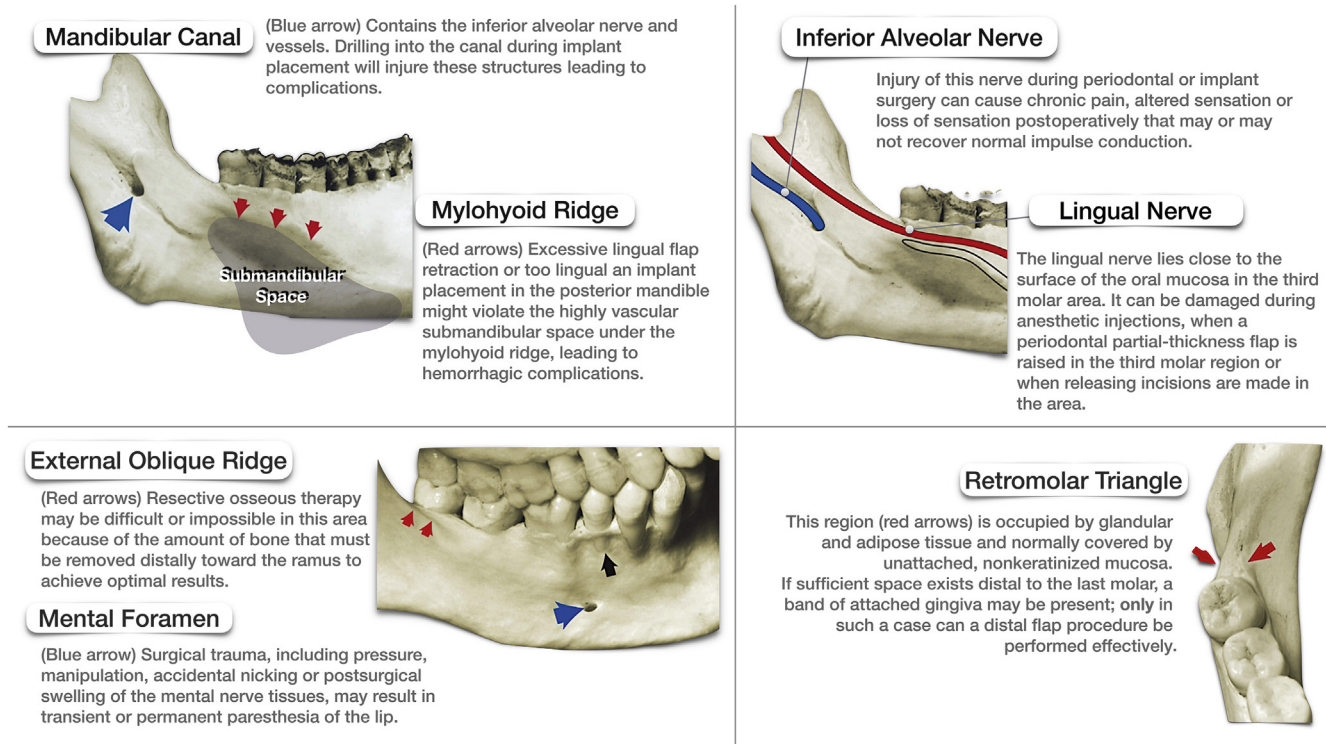 Mandibular Canal
(Blue arrow) Contains the inferior alveolar nerve and
vessels. Drilling into the canal during implant
placement will injure these structures leading to
complications.
Mylohyoid Ridge
(Red arrows) Excessive lingual flap
retraction or too lingual an implant
placement in the posterior mandible
might violate the highly vascular
submandibular space under the
mylohyoid ridge, leading to
hemorrhagic complications.
Submandibular
Space
Inferior Alveolar Nerve
Injury of this nerve during periodontal or implant
surgery can cause chronic pain, altered sensation or
loss of sensation postoperatively that may or may
not recover normal impulse conduction.
Lingual Nerve
The lingual nerve lies close to the
surface of the oral mucosa in the third
molar area. It can be damaged during
anesthetic injections, when a
periodontal partial-thickness flap is
raised in the third molar region or
when releasing incisions are made in
the area.
External Oblique Ridge
(Red arrows) Resective osseous therapy
may be difficult or impossible in this area
because of the amount of bone that must
be removed distally toward the ramus to
achieve optimal results.
Mental Foramen
(Blue arrow) Surgical trauma, including pressure,
manipulation, accidental nicking or postsurgical
swelling of the mental nerve tissues, may result in
transient or permanent paresthesia of the lip.
Retromolar Triangle
This region (red arrows) is occupied by glandular
and adipose tissue and normally covered by
unattached, nonkeratinized mucosa.
If sufficient space exists distal to the last molar, a
band of attached gingiva may be present; only in
such a case can a distal flap procedure be
performed effectively.